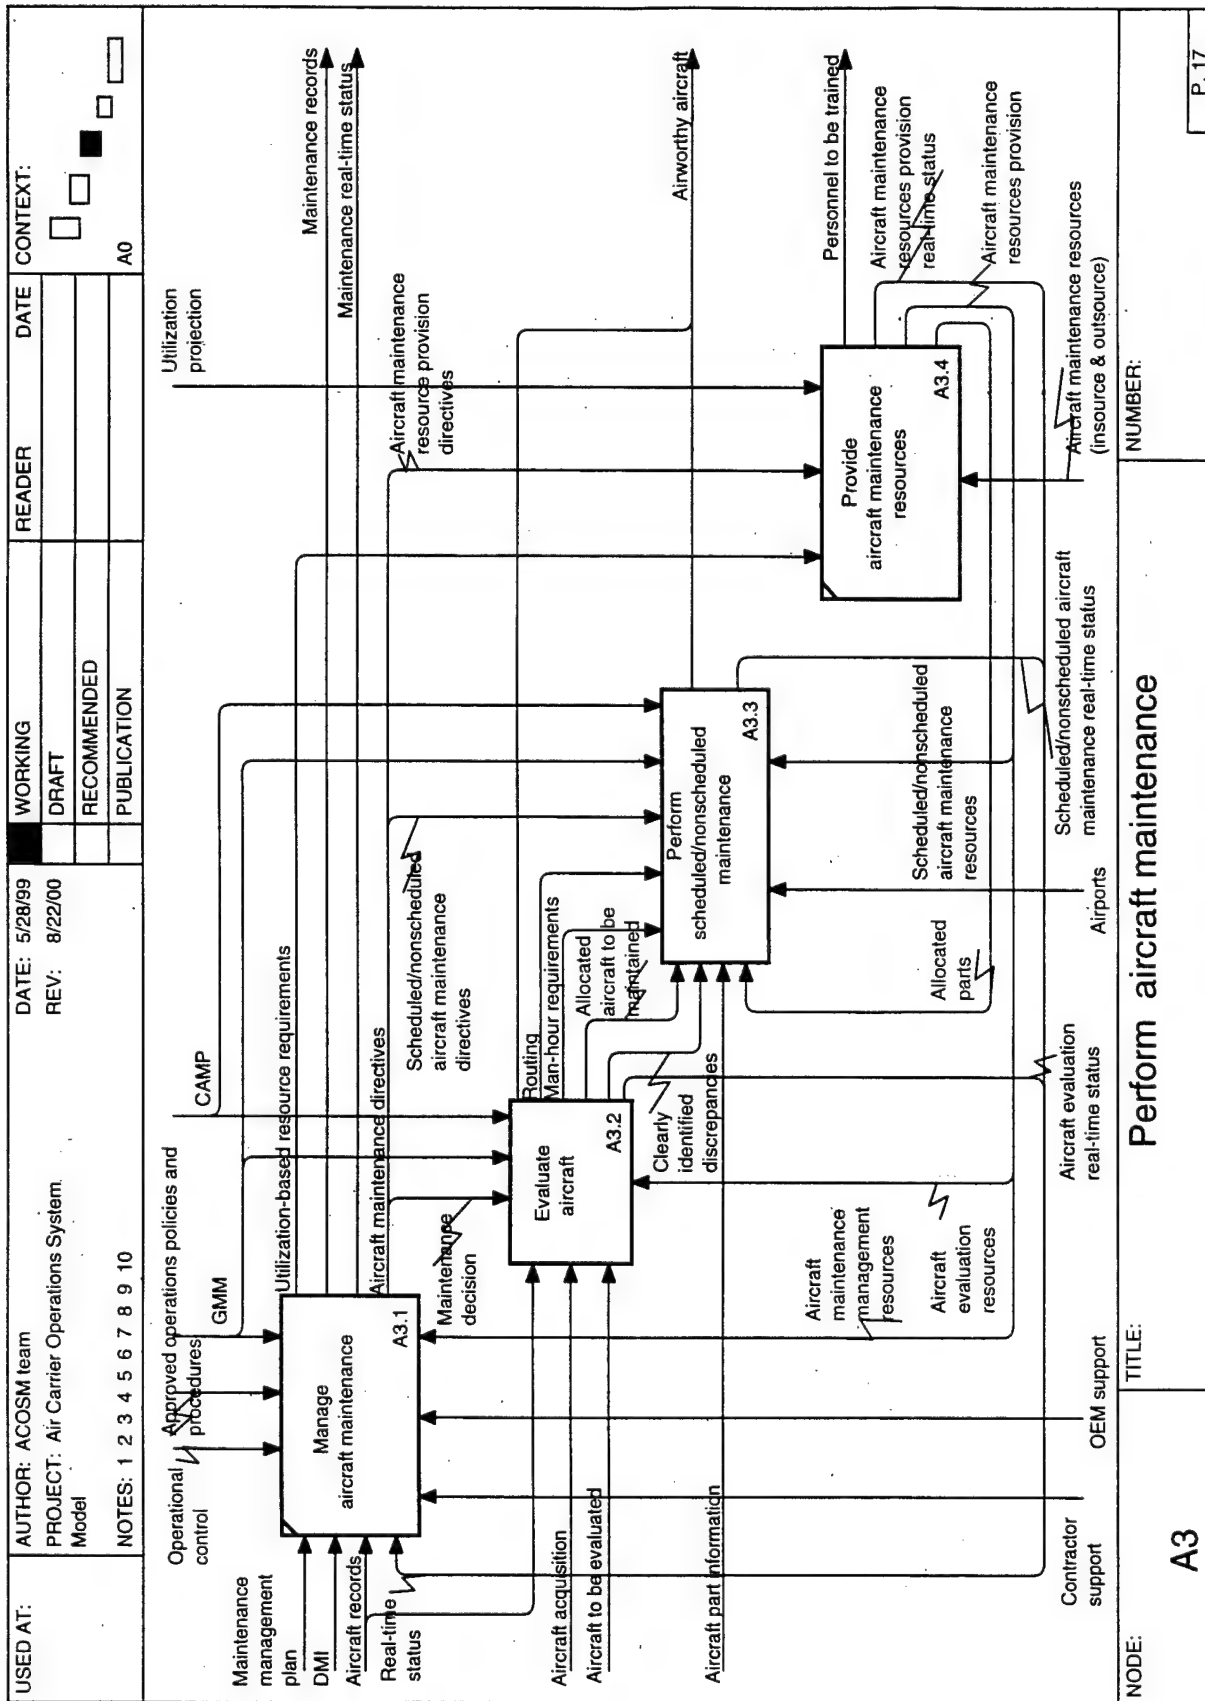 USED AT:
AUTHOR: ACOSM team
PROJECT: Air Carrier Operations System
Model
NOTES: 1 2 3 4 5 6 7 8 9 10
DATE: 5/28/99
REV: 8/22/00
WORKING
DRAFT
RECOMMENDED
PUBLICATION
READER
DATE
CONTEXT:
A0
Operational
control
Approved operations policies and
procedures
GMM
CAMP
Utilization
projection
Maintenance records
Maintenance real-time status
Utilization-based resource requirements
Aircraft maintenance directives
Aircraft maintenance
resource provision
directives
Scheduled/nonscheduled
aircraft maintenance
directives
Maintenance
management
plan
DMI
Aircraft records
Real-time
status
Manage
aircraft maintenance
A3.1
Maintenance
decision
Routing
Man-hour requirements
Allocated
aircraft to be
maintained
Evaluate
aircraft
A3.2
Clearly
identified
discrepancies
Aircraft acquisition
Aircraft to be evaluated
Aircraft part information
Perform
scheduled/nonscheduled
maintenance
A3.3
Airworthy aircraft
Personnel to be trained
Provide
aircraft maintenance
resources
A3.4
Aircraft maintenance
resources provision
real-time status
Aircraft maintenance
resources provision
Aircraft
maintenance
management
resources
Aircraft
evaluation
resources
Allocated
parts
Scheduled/nonscheduled
aircraft maintenance
resources
Contractor
support
OEM support
Aircraft evaluation
real-time status
Airports
Scheduled/nonscheduled aircraft
maintenance real-time status
Aircraft maintenance resources
(insource & outsource)
NODE:
A3
TITLE:
Perform aircraft maintenance
NUMBER:
P. 17